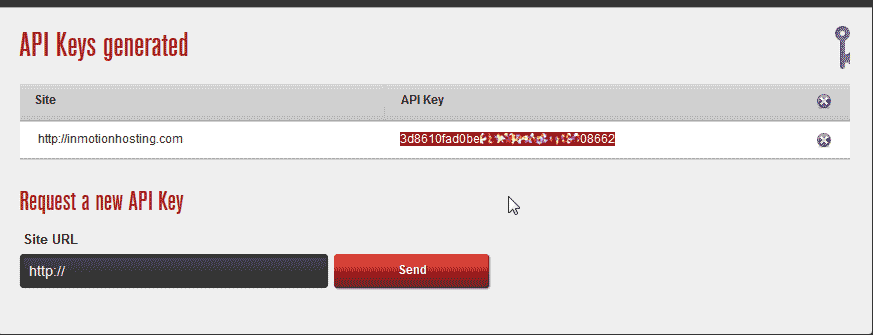 API Keys generated
Site API Key
http://inmotionhosting.com 3d8610fad0be 08662
Request a new API Key
Site URL
http:// Send